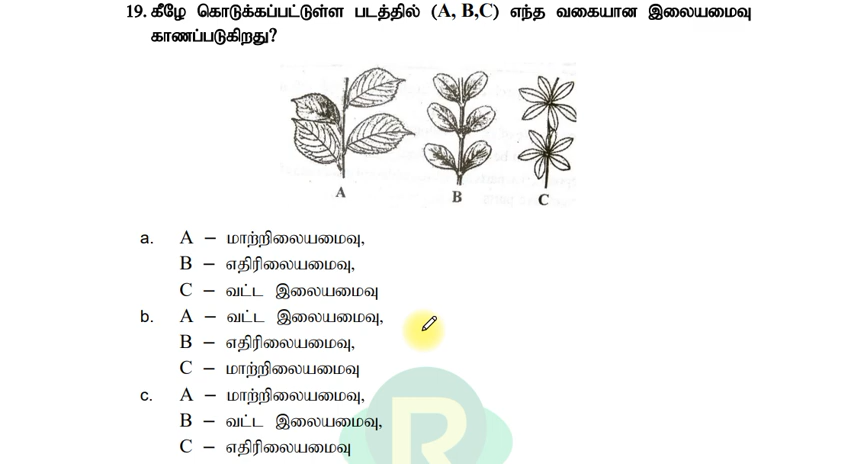 19. கீழே கொடுக்கப்பட்டுள்ள படத்தில் (A, B,C) எந்த வகையான இலையமைவு
காணப்படுகிறது?
A
B
C
a. A – மாற்றிலையமைவு,
B – எதிரிலையமைவு,
C – வட்ட இலையமைவு
b. A – வட்ட இலையமைவு,
B – எதிரிலையமைவு,
C – மாற்றிலையமைவு
c. A – மாற்றிலையமைவு,
B – வட்ட இலையமைவு,
C – எதிரிலையமைவு
R